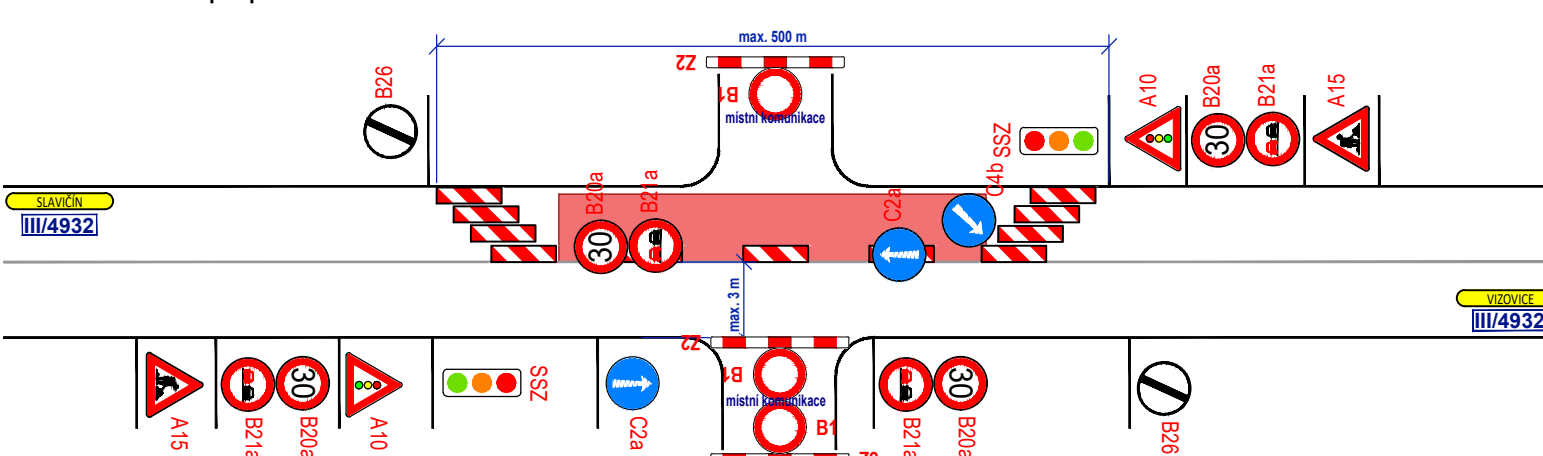 max. 500 m
Z2
B1
místní komunikace
B26
SSZ
A10
B20a
B21a
A15
C4b
SLAVIČÍN
III/4932
B20a
B21a
30
30
C2a
max. 3 m
VIZOVICE
III/4932
Z2
B1
místní komunikace
B1
A15
B21a
B20a
30
A10
SSZ
C2a
B21a
B20a
30
B26